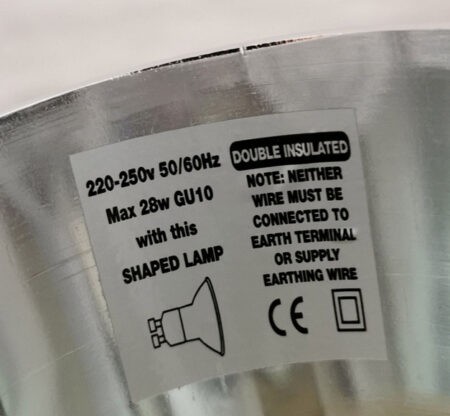 220-250v 50/60Hz
Max 28w GU10
with this
SHAPED LAMP
DOUBLE INSULATED
NOTE: NEITHER
WIRE MUST BE
CONNECTED TO
EARTH TERMINAL
OR SUPPLY
EARTHING WIRE
CE